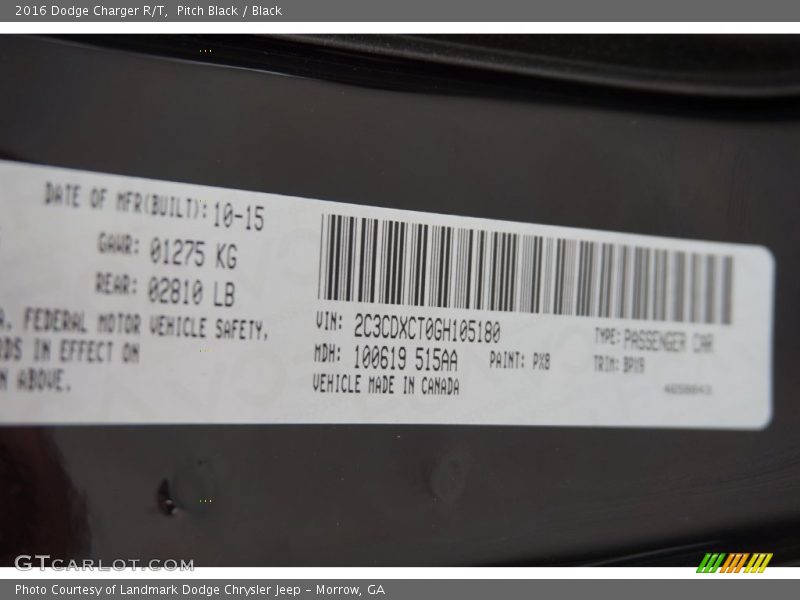 2016 Dodge Charger R/T,  Pitch Black / Black
DATE OF MFR(BUILT): 10-15
GAWR: 01275 KG
REAR: 02810 LB
A. FEDERAL MOTOR VEHICLE SAFETY,
IN EFFECT ON
ABOVE.
VIN: 2C3CDXCT0GH105180
MDH: 100619 515AA
PAINT: PX8
VEHICLE MADE IN CANADA
TYPE: PASSENGER CAR
TRIM: BPX9
GTCARLOT.COM
Photo Courtesy of Landmark Dodge Chrysler Jeep – Morrow, GA